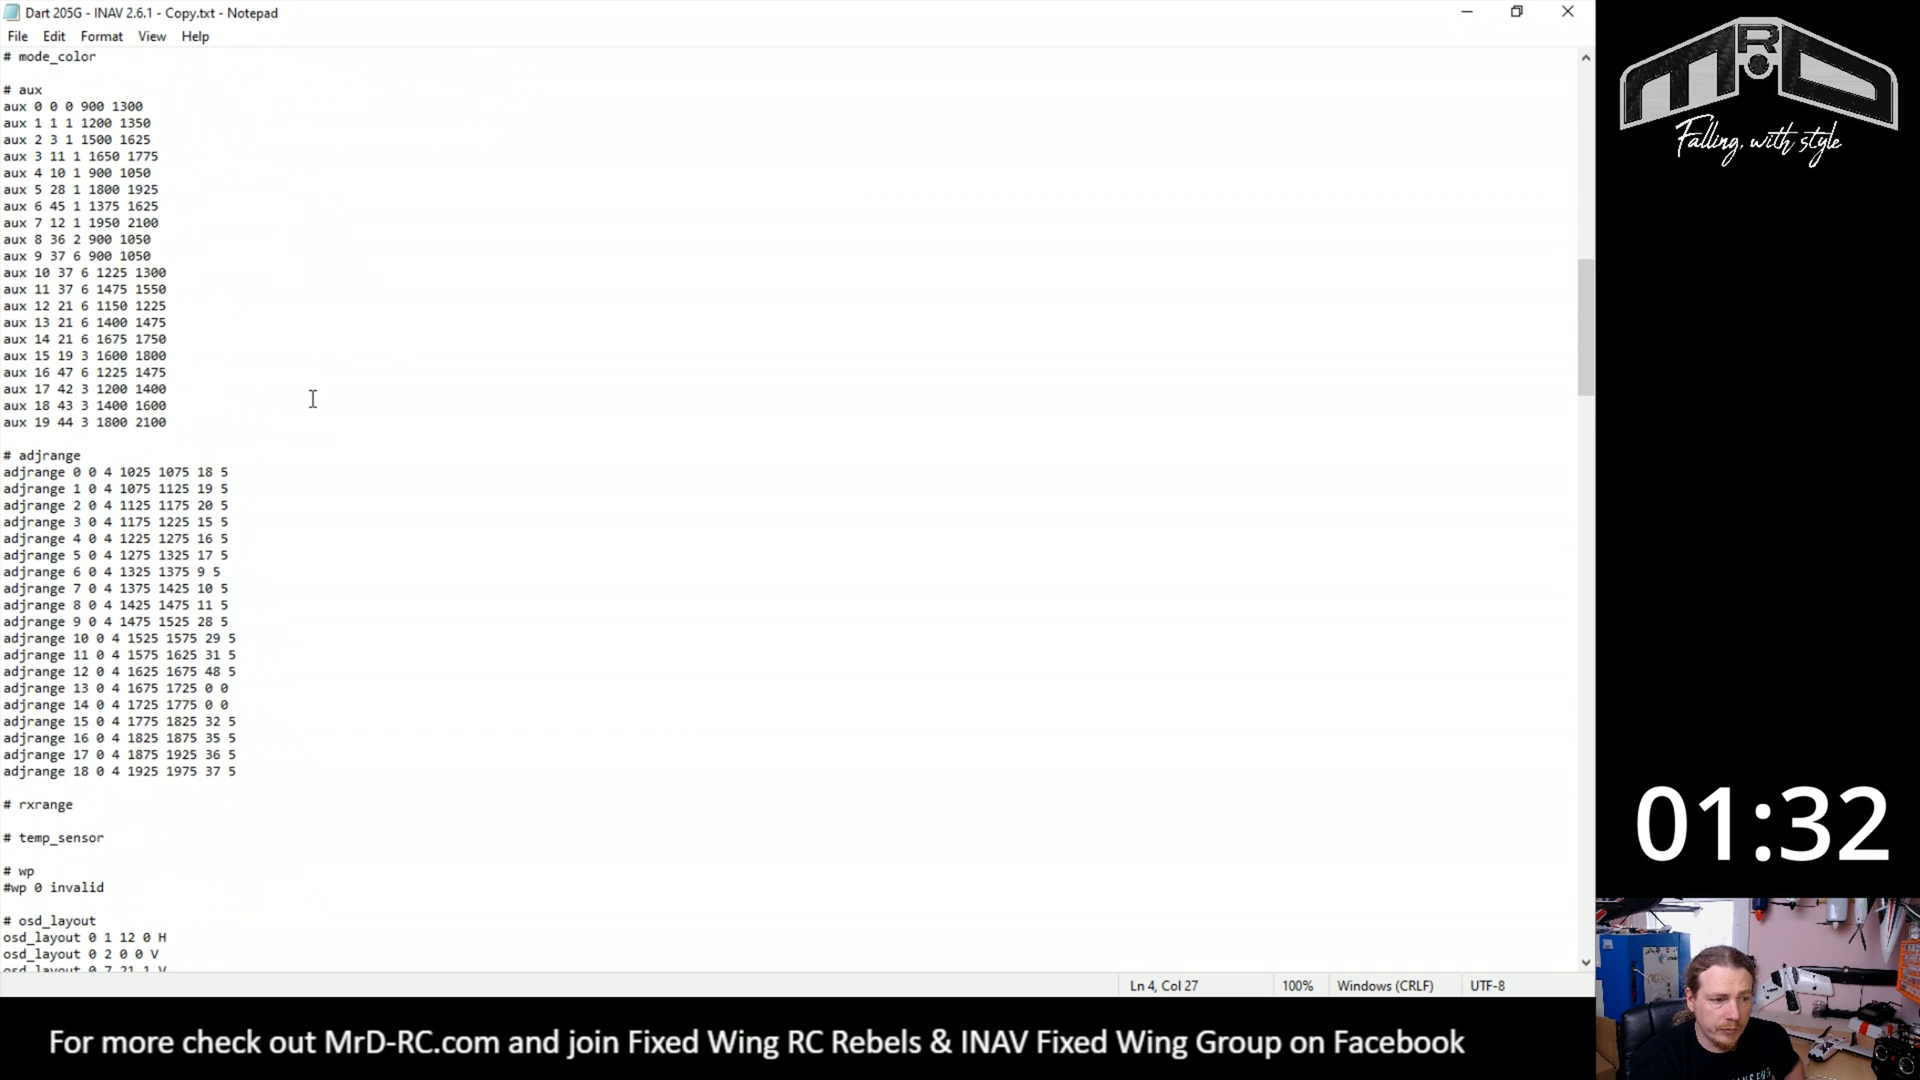 Dart 205G - INAV 2.6.1 - Copy.txt - Notepad
File Edit Format View Help
# mode_color
# aux
aux 0 0 0 900 1300
aux 1 1 1 1200 1350
aux 2 3 1 1500 1625
aux 3 11 1 1650 1775
aux 4 10 1 900 1050
aux 5 28 1 1800 1925
aux 6 45 1 1375 1625
aux 7 12 1 1950 2100
aux 8 36 2 900 1050
aux 9 37 6 900 1050
aux 10 37 6 1225 1300
aux 11 37 6 1475 1550
aux 12 21 6 1150 1225
aux 13 21 6 1400 1475
aux 14 21 6 1675 1750
aux 15 19 3 1600 1800
aux 16 47 6 1225 1475
aux 17 42 3 1200 1400
aux 18 43 3 1400 1600
aux 19 44 3 1800 2100
# adjrange
adjrange 0 0 4 1025 1075 18 5
adjrange 1 0 4 1075 1125 19 5
adjrange 2 0 4 1125 1175 20 5
adjrange 3 0 4 1175 1225 15 5
adjrange 4 0 4 1225 1275 16 5
adjrange 5 0 4 1275 1325 17 5
adjrange 6 0 4 1325 1375 9 5
adjrange 7 0 4 1375 1425 10 5
adjrange 8 0 4 1425 1475 11 5
adjrange 9 0 4 1475 1525 28 5
adjrange 10 0 4 1525 1575 29 5
adjrange 11 0 4 1575 1625 31 5
adjrange 12 0 4 1625 1675 48 5
adjrange 13 0 4 1675 1725 0 0
adjrange 14 0 4 1725 1775 0 0
adjrange 15 0 4 1775 1825 32 5
adjrange 16 0 4 1825 1875 35 5
adjrange 17 0 4 1875 1925 36 5
adjrange 18 0 4 1925 1975 37 5
# rxrange
# temp_sensor
# wp
#wp 0 invalid
# osd_layout
osd_layout 0 1 12 0 H
osd_layout 0 2 0 0 V
osd_layout 0 7 21 1 V
Ln 4, Col 27 100% Windows (CRLF) UTF-8
MrD
Falling, with style
01:32
For more check out MrD-RC.com and join Fixed Wing RC Rebels & INAV Fixed Wing Group on Facebook